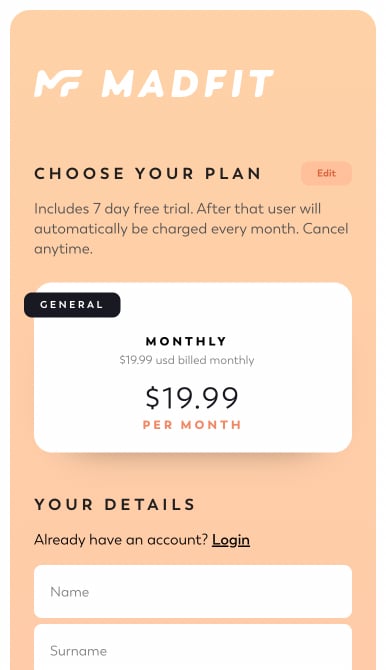 MF MADFIT
CHOOSE YOUR PLAN
Edit
Includes 7 day free trial. After that user will
automatically be charged every month. Cancel
anytime.
GENERAL
MONTHLY
$19.99 usd billed monthly
$19.99
PER MONTH
YOUR DETAILS
Already have an account? Login
Name
Surname